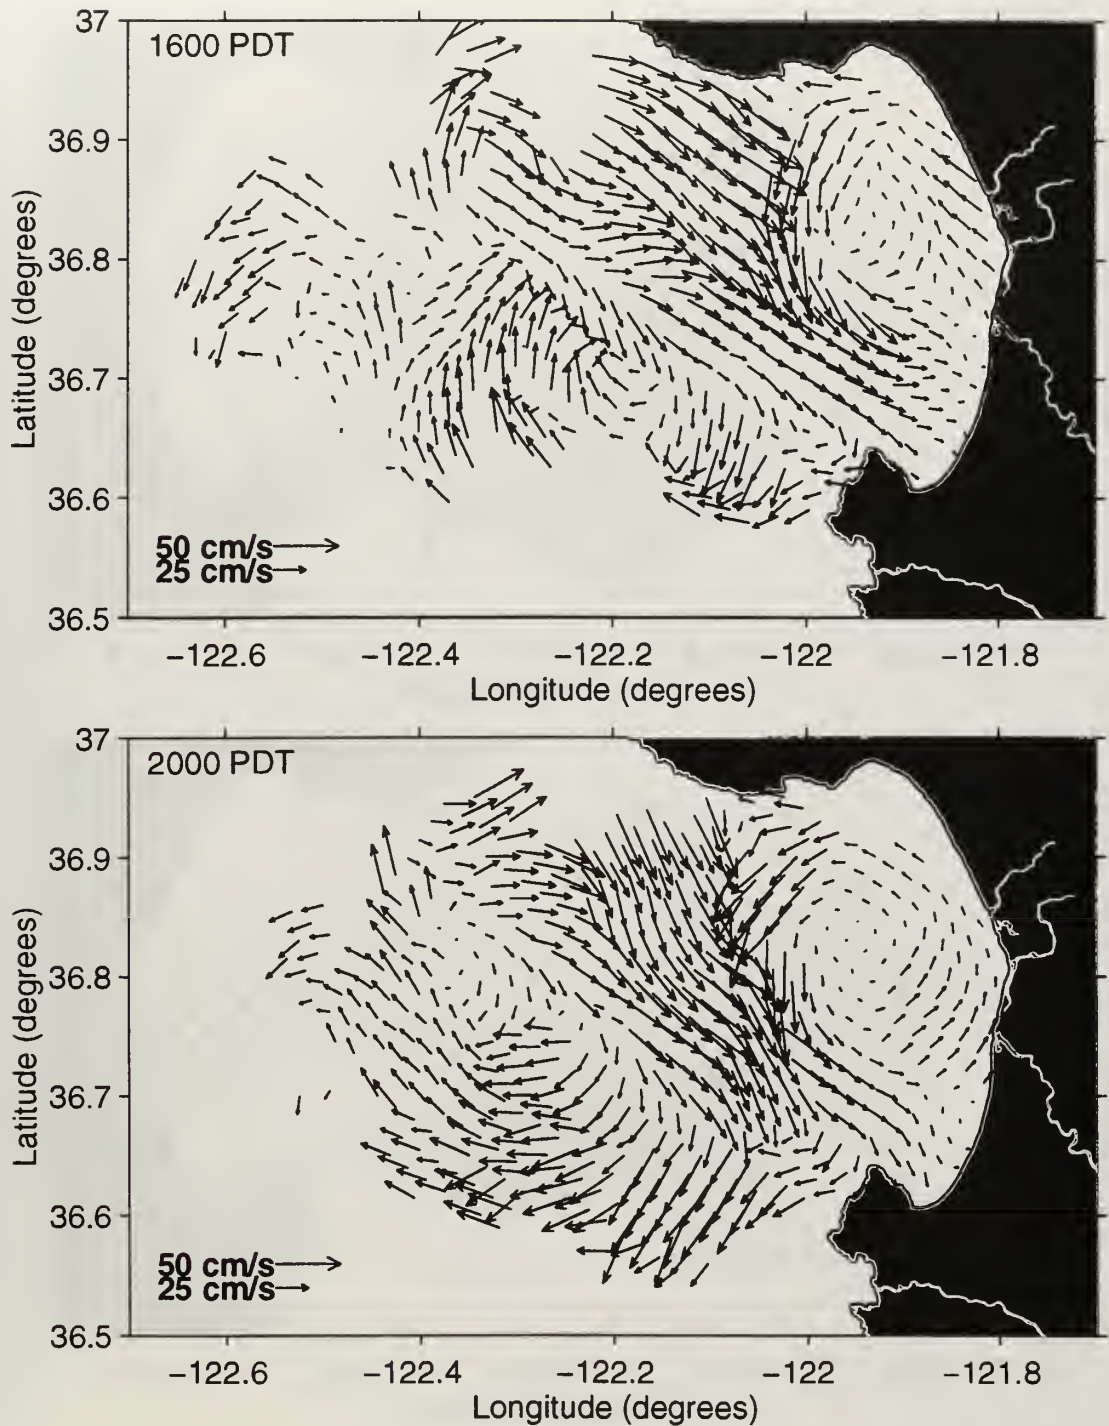 37
1600 PDT
36.9
36.8
36.7
36.6
50 cm/s
25 cm/s
36.5
−122.6
−122.4
−122.2
−122
−121.8
Longitude (degrees)
Latitude (degrees)
37
2000 PDT
36.9
36.8
36.7
36.6
50 cm/s
25 cm/s
36.5
−122.6
−122.4
−122.2
−122
−121.8
Longitude (degrees)
Latitude (degrees)